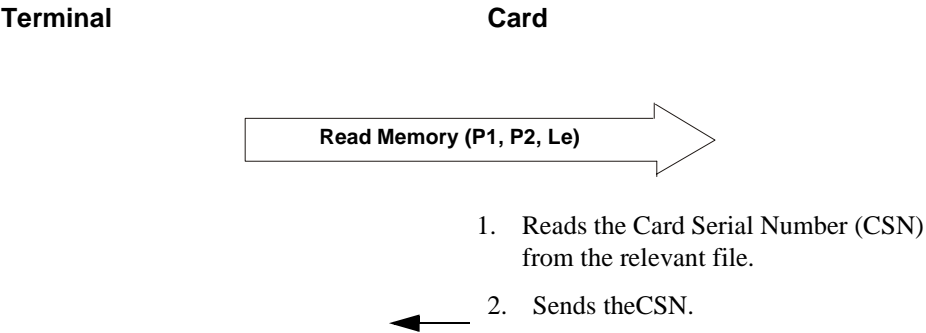 Terminal Card
Read Memory (P1, P2, Le)
1. Reads the Card Serial Number (CSN)
from the relevant file.
2. Sends theCSN.